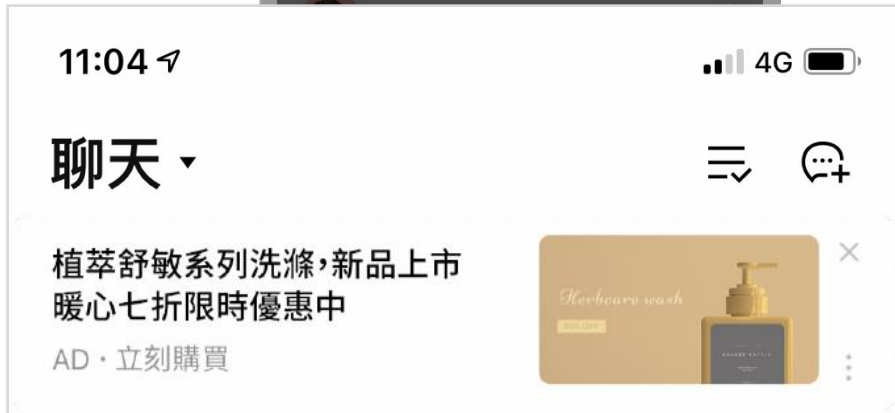 11:04
4G
聊天
植萃舒敏系列洗滌，新品上市
暖心七折限時優惠中
AD・立刻購買
Herbcare wash